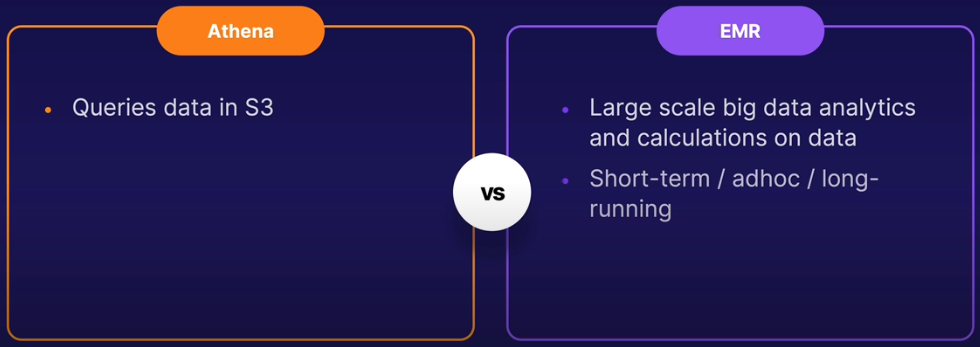 Athena
• Queries data in S3
vs
EMR
• Large scale big data analytics
and calculations on data
• Short-term / adhoc / long-
running